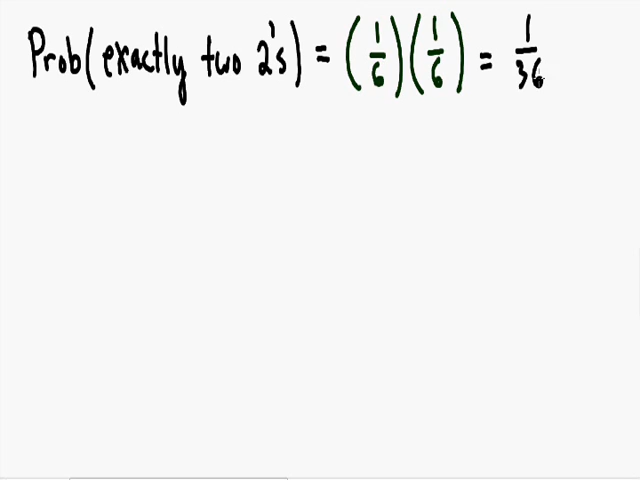 Prob(exactly two 2's) = (1/6)(1/6) = 1/36